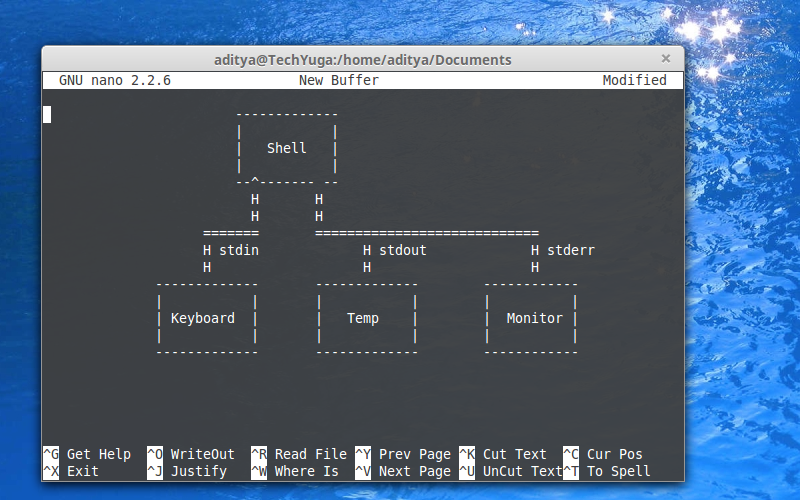 aditya@TechYuga:/home/aditya/Documents ×
GNU nano 2.2.6 New Buffer Modified
-------------
| |
| Shell |
| |
--^------- --
H H
H H
======= ============================
H stdin H stdout H stderr
H H H
------------- ------------- ------------
| | | | | |
| Keyboard | | Temp | | Monitor |
| | | | | |
------------- ------------- ------------
^G Get Help ^O WriteOut ^R Read File ^Y Prev Page ^K Cut Text ^C Cur Pos
^X Exit ^J Justify ^W Where Is ^V Next Page ^U UnCut Text ^T To Spell